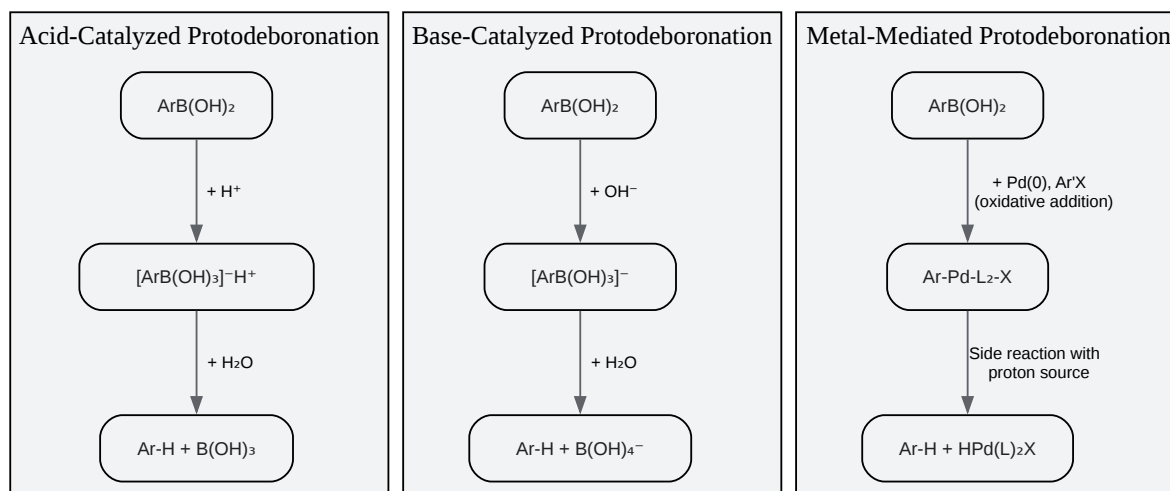 Acid-Catalyzed Protodeboronation
ArB(OH)₂
+ H⁺
[ArB(OH)₃]⁻H⁺
+ H₂O
Ar-H + B(OH)₃
Base-Catalyzed Protodeboronation
ArB(OH)₂
+ OH⁻
[ArB(OH)₃]⁻
+ H₂O
Ar-H + B(OH)₄⁻
Metal-Mediated Protodeboronation
ArB(OH)₂
+ Pd(0), Ar'X
(oxidative addition)
Ar-Pd-L₂-X
Side reaction with
proton source
Ar-H + HPd(L)₂X